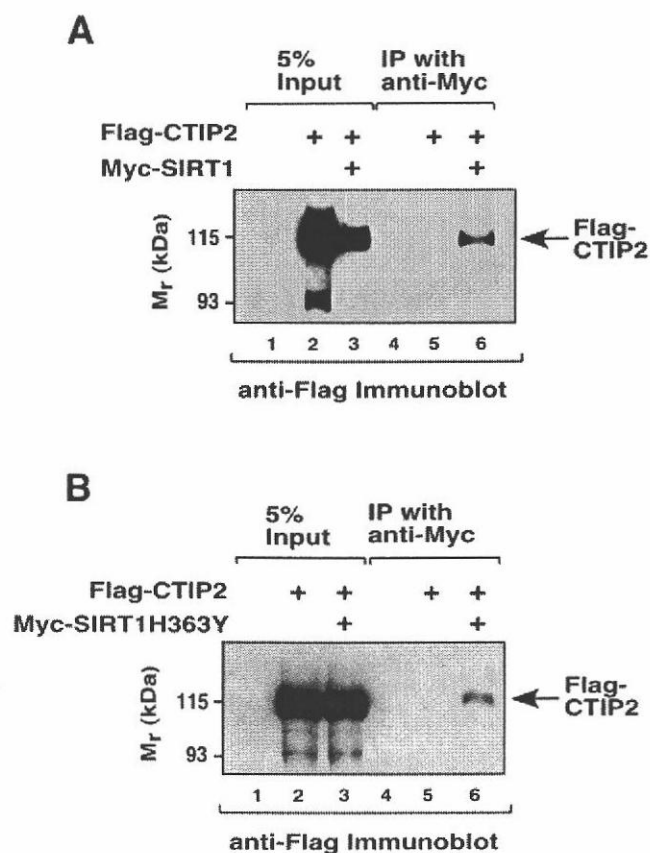 A
5% Input
IP with anti-Myc
Flag-CTIP2 + + + +
Myc-SIRT1 + +
Mr (kDa)
115
93
Flag-CTIP2
1 2 3 4 5 6
anti-Flag Immunoblot
B
5% Input
IP with anti-Myc
Flag-CTIP2 + + + +
Myc-SIRT1H363Y + +
Mr (kDa)
115
93
Flag-CTIP2
1 2 3 4 5 6
anti-Flag Immunoblot